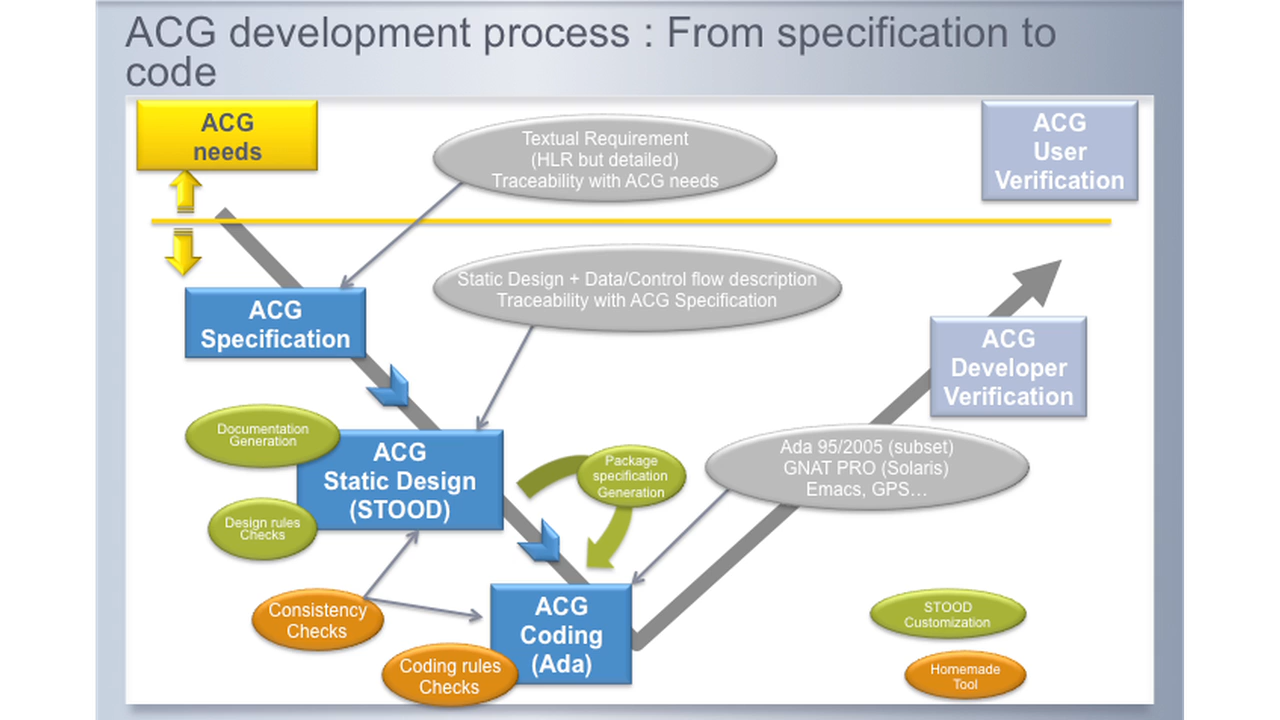 ACG development process : From specification to
code
ACG
needs
Textual Requirement
(HLR but detailed)
Traceability with ACG needs
ACG
User
Verification
Static Design + Data/Control flow description
Traceability with ACG Specification
ACG
Specification
ACG
Developer
Verification
Documentation
Generation
ACG
Static Design
(STOOD)
Package
specification
Generation
Ada 95/2005 (subset)
GNAT PRO (Solaris)
Emacs, GPS…
Design rules
Checks
Consistency
Checks
ACG
Coding
(Ada)
Coding rules
Checks
STOOD
Customization
Homemade
Tool